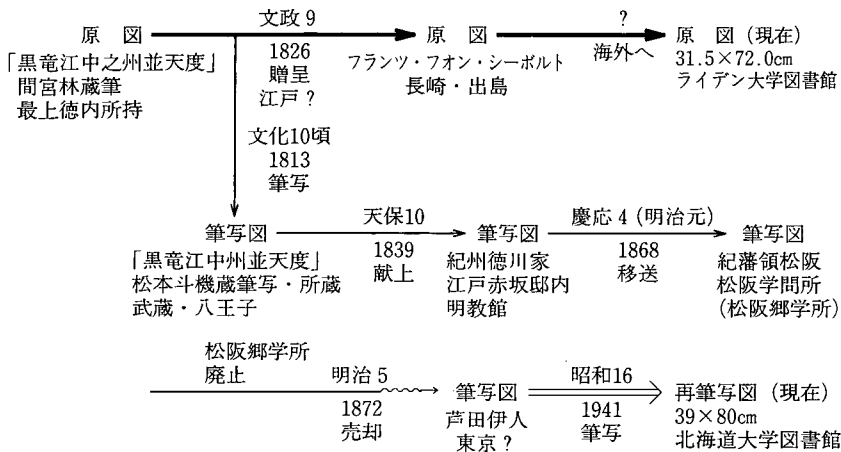 文政9
?
原 図
原 図
原 図(現在)
「黒竜江中之州並天度」
間宮林蔵筆
最上徳内所持
1826
贈呈
江戸?
フランツ・フォン・シーボルト
長崎・出島
海外へ
31.5×72.0cm
ライデン大学図書館
文化10頃
1813
筆写
天保10
慶応4(明治元)
筆写図
筆写図
筆写図
「黒竜江中州並天度」
松本斗機蔵筆写・所蔵
武蔵・八王子
1839
献上
紀州徳川家
江戸赤坂邸内
明教館
1868
移送
紀藩領松阪
松阪学問所
(松阪郷学所)
松阪郷学所
廃止
明治5
昭和16
1872
売却
筆写図
芦田伊人
東京?
1941
筆写
再筆写図(現在)
39×80cm
北海道大学図書館